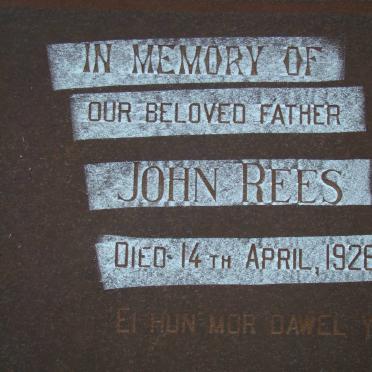 IN MEMORY OF
OUR BELOVED FATHER
JOHN REES
DIED 14TH APRIL, 1928
EI HUN MOR DAWEL Y